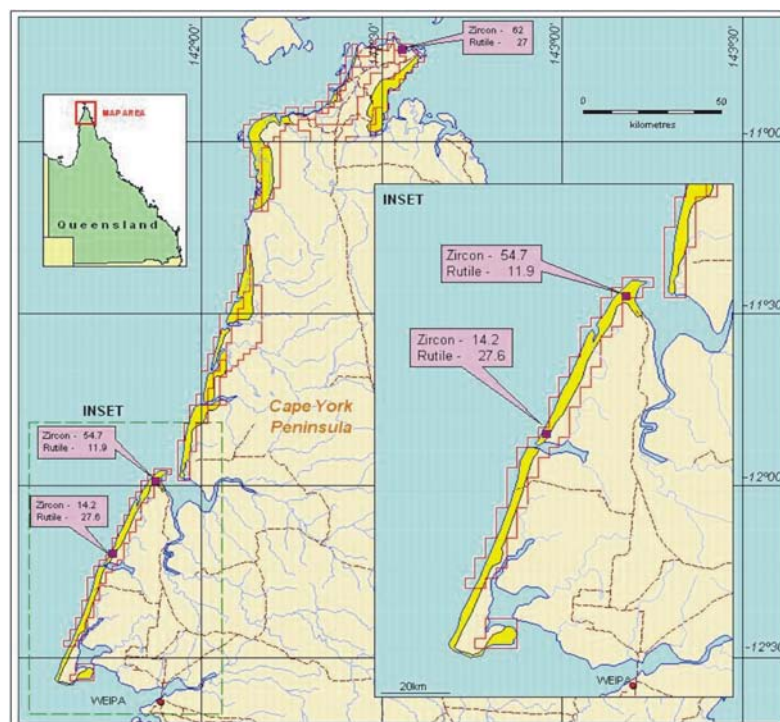 142°00'
142°30'
143°00'
143°30'
Zircon - 62
Rutile - 27
MAP AREA
Queensland
0 50
kilometres
11°00'
INSET
Zircon - 54.7
Rutile - 11.9
11°30'
Zircon - 14.2
Rutile - 27.6
Cape York
Peninsula
INSET
Zircon - 54.7
Rutile - 11.9
12°00'
Zircon - 14.2
Rutile - 27.6
12°30'
WEIPA
20km
WEIPA